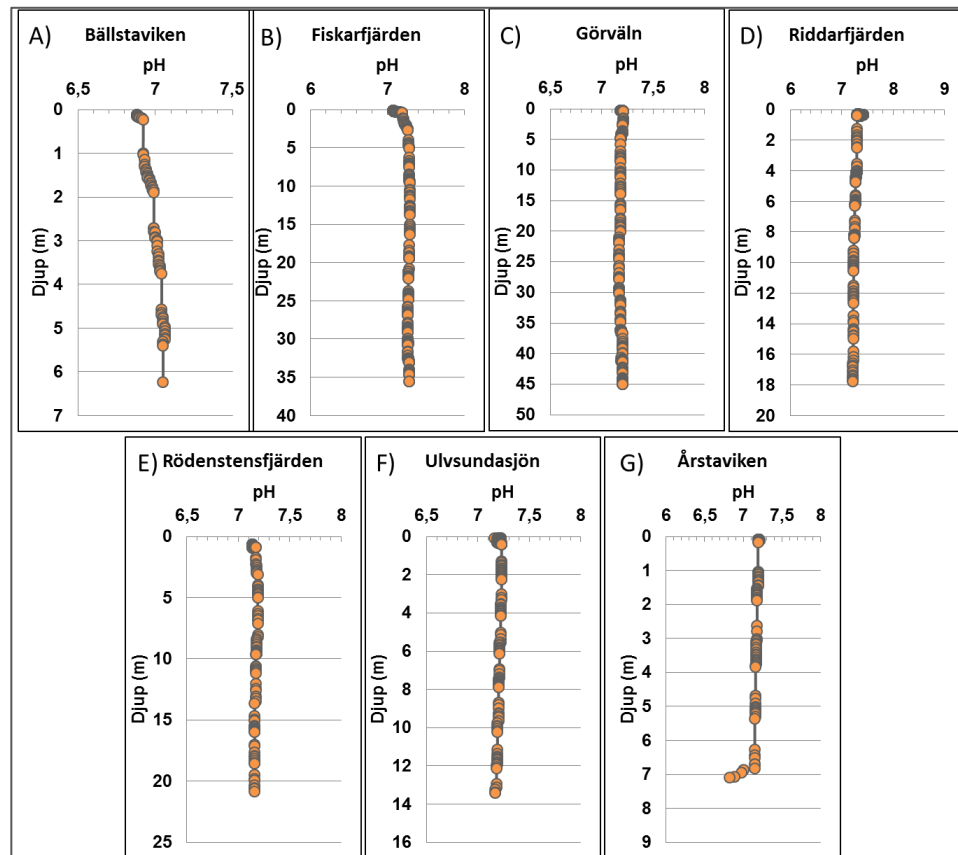 A) Bällstaviken
pH
6,5 7 7,5
0
1
2
3
4
5
6
7
Djup (m)
B) Fiskarfjärden
pH
6 7 8
0
5
10
15
20
25
30
35
40
Djup (m)
C) Görväln
pH
6 7 7,5 8
0
5
10
15
20
25
30
35
40
45
50
Djup (m)
D) Riddarfjärden
pH
6 7 8 9
0
2
4
6
8
10
12
14
16
18
20
Djup (m)
E) Rödenstensfjärden
pH
6,5 7 7,5 8
0
5
10
15
20
25
Djup (m)
F) Ulvsundasjön
pH
6,5 7 7,5 8
0
2
4
6
8
10
12
14
16
Djup (m)
G) Årstaviken
pH
6 6,5 7 7,5 8
0
1
2
3
4
5
6
7
8
9
Djup (m)